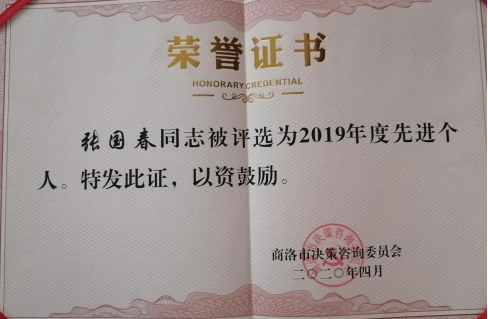 荣誉证书
HONORARY CREDENTIAL
张国春同志被评选为2019年度先进个
人。特发此证，以资鼓励。
商洛市决策咨询委员会
二〇二〇年四月